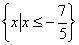 {x|x ≤ -7/5}